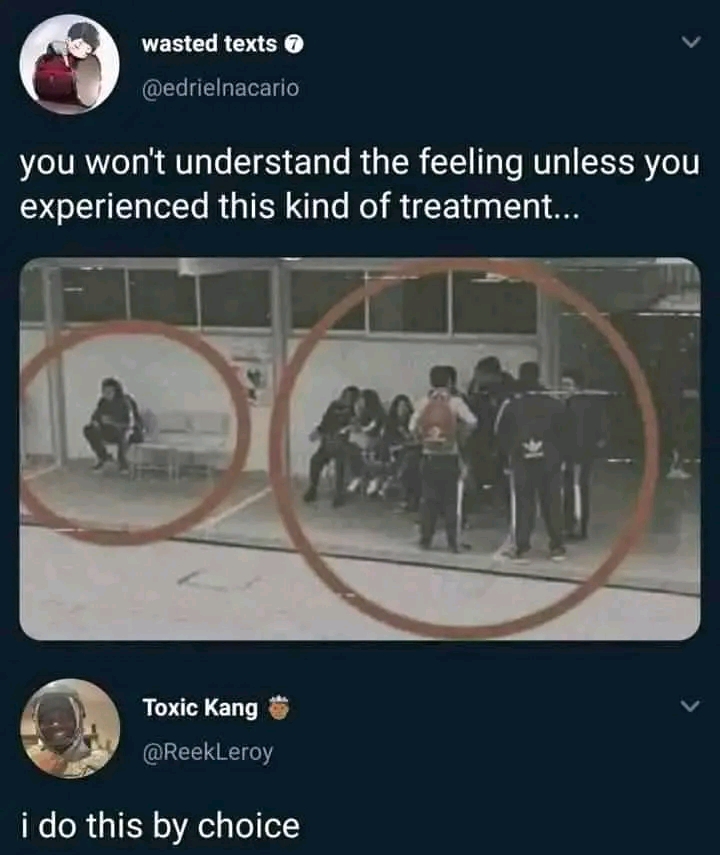 wasted texts 7
@edrielnacario
you won't understand the feeling unless you
experienced this kind of treatment...
Toxic Kang
@ReekLeroy
i do this by choice